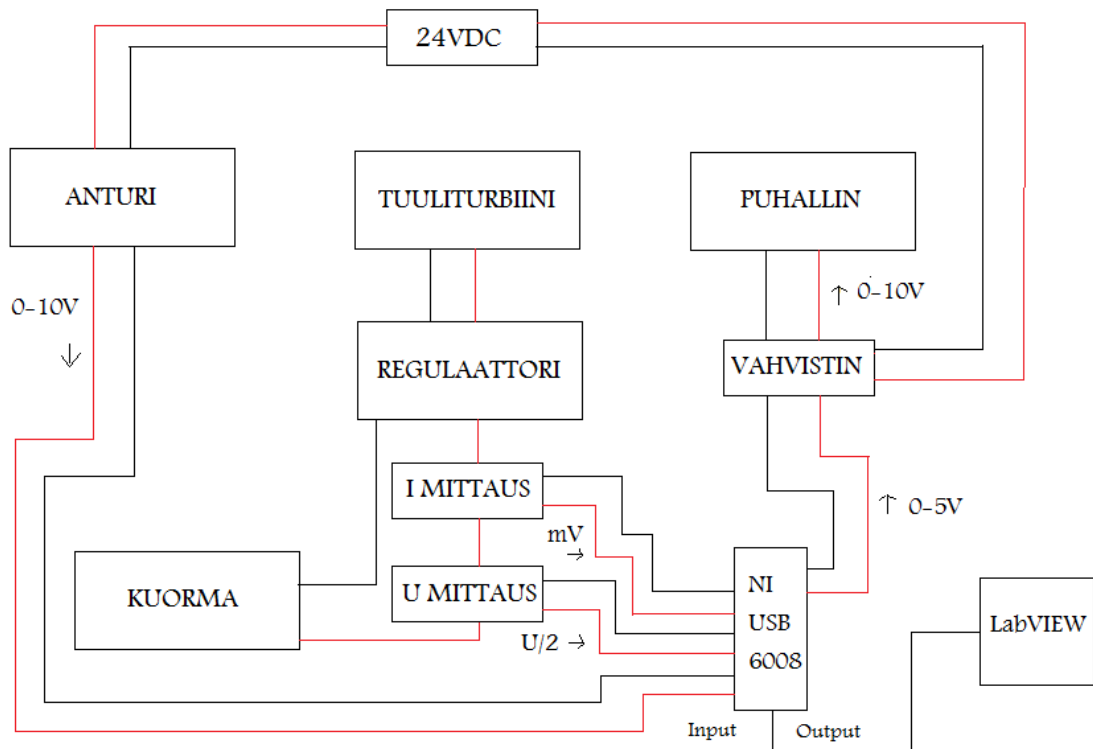 24VDC
ANTURI
TUULITURBIINI
PUHALLIN
0-10V
0-10V
VAHVISTIN
REGULAATTORI
I MITTAUS
0-5V
mV
KUORMA
U MITTAUS
NI
USB
6008
LabVIEW
U/2
Input
Output